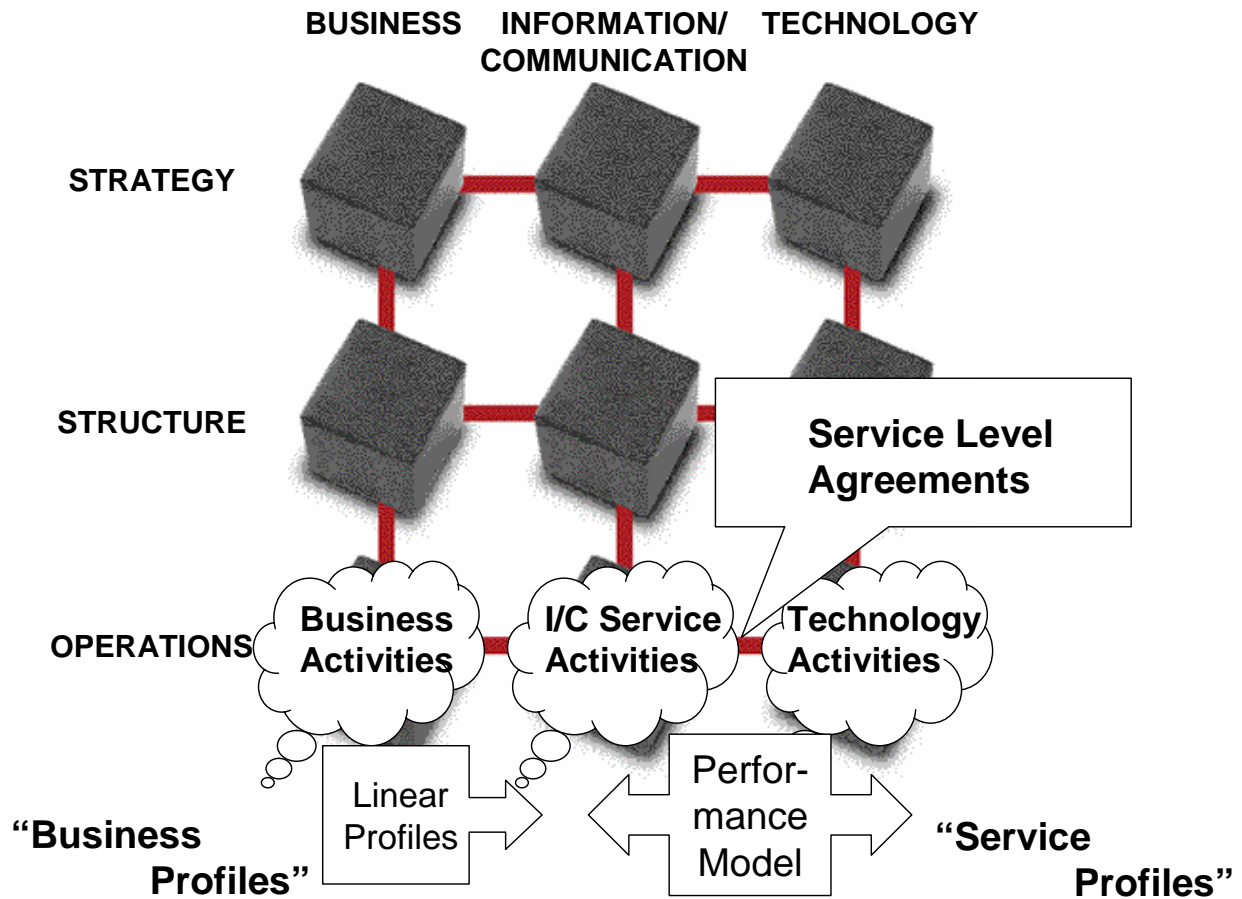 BUSINESS INFORMATION/ TECHNOLOGY
COMMUNICATION
STRATEGY
STRUCTURE
Service Level
Agreements
OPERATIONS
Business
Activities
I/C Service
Activities
Technology
Activities
Linear
Profiles
Perfor-
mance
Model
“Business
Profiles”
“Service
Profiles”